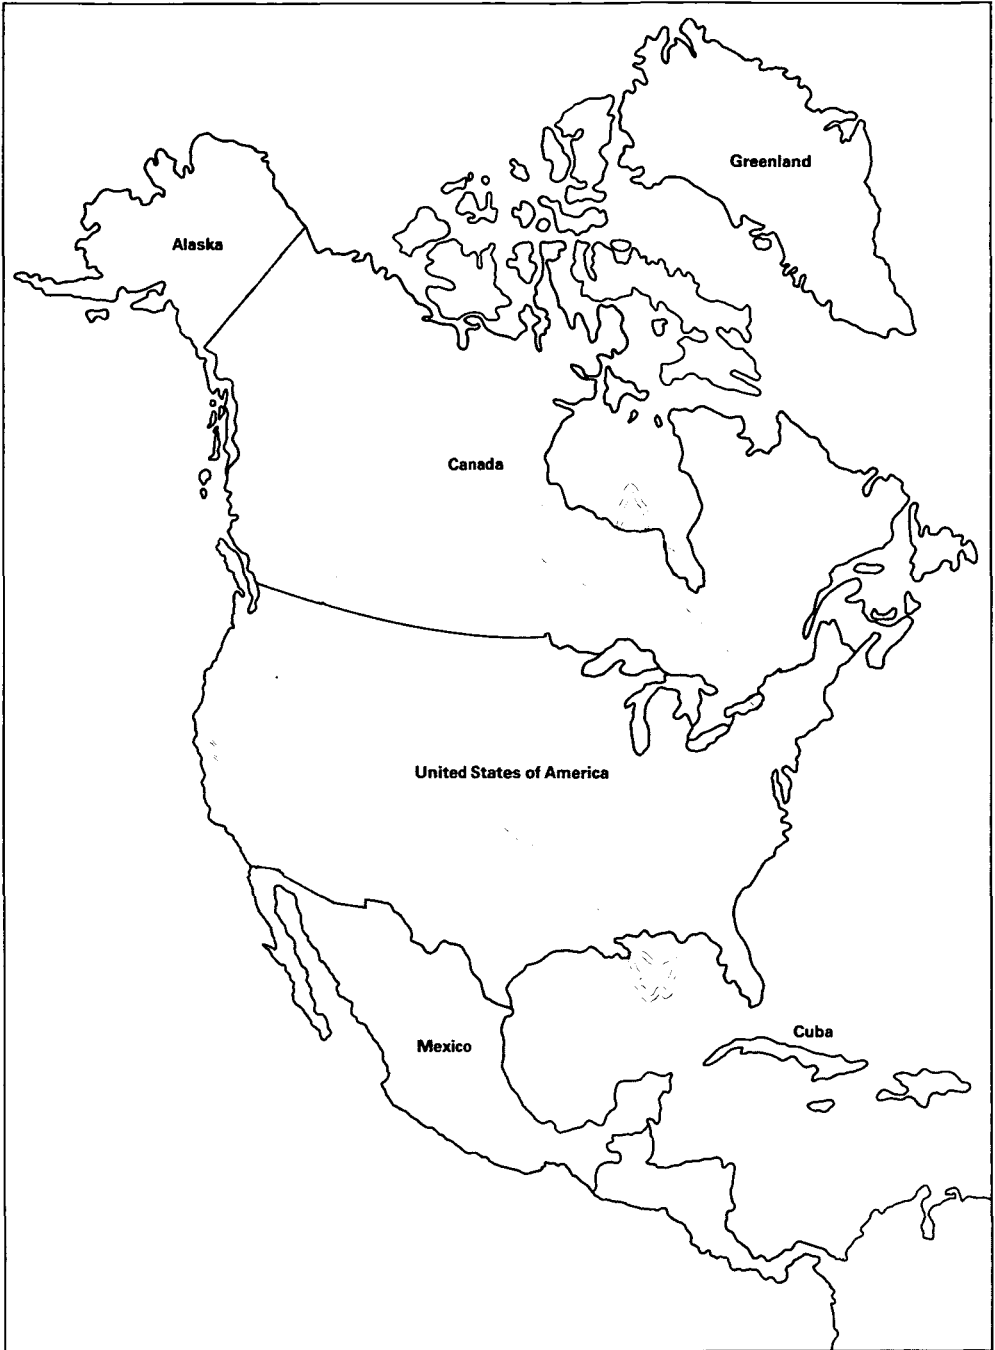 Greenland
Alaska
Canada
United States of America
Cuba
Mexico